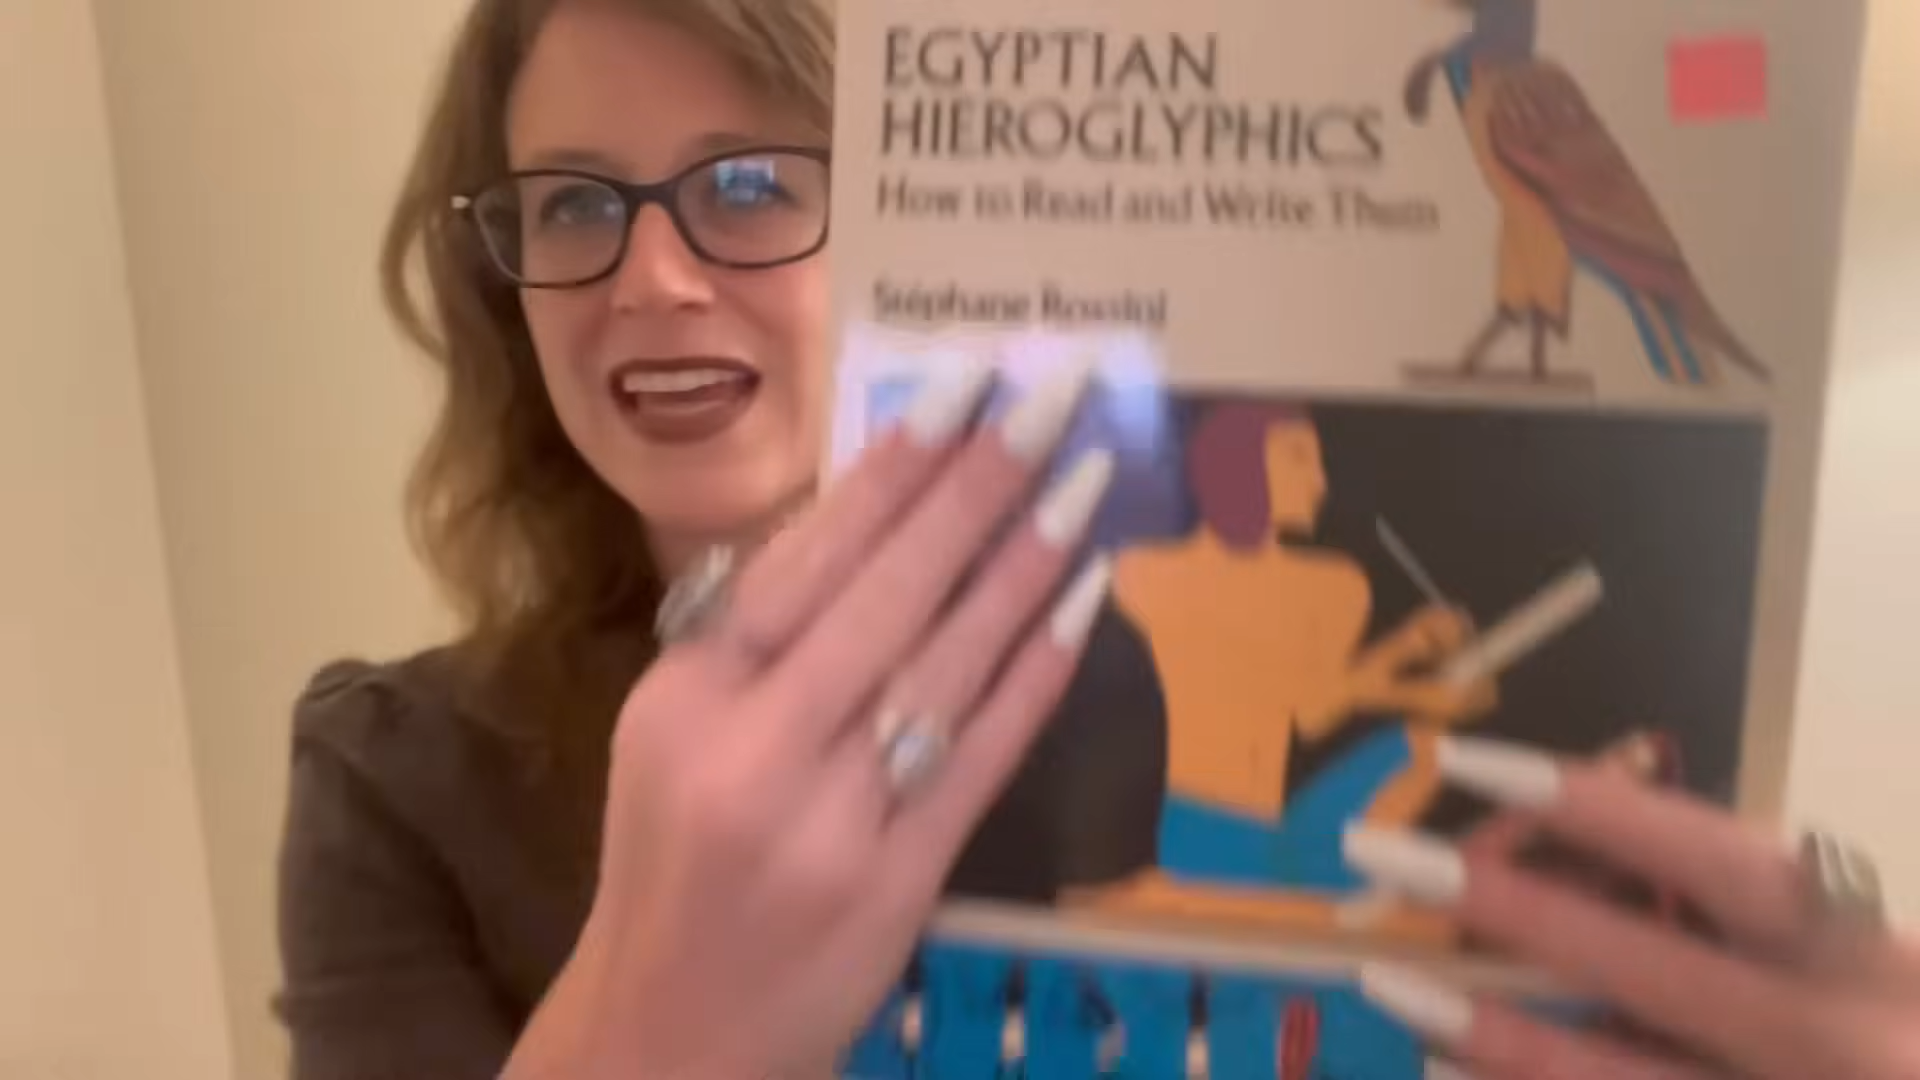 EGYPTIAN
HIEROGLYPHICS
How to Read and Write Them
Stéphane Rossini